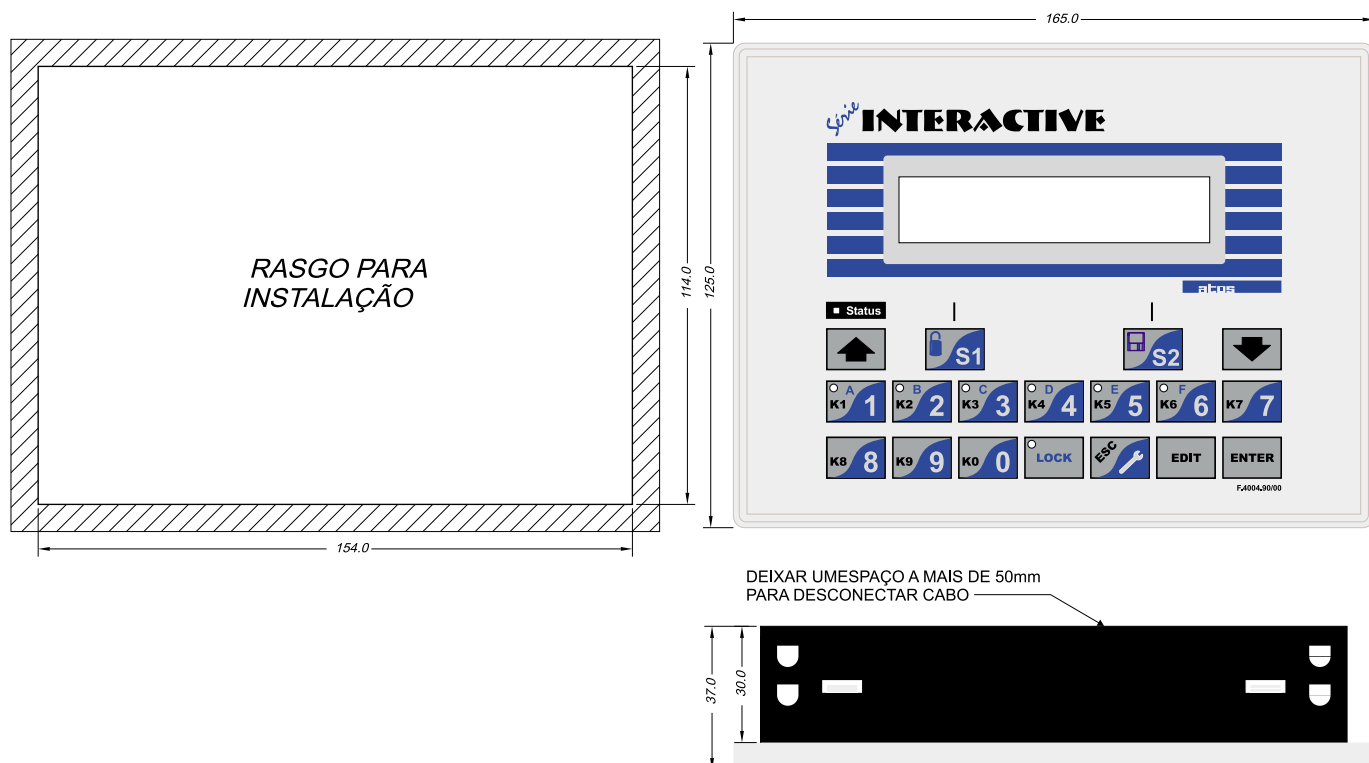 165.0
Série INTERACTIVE
RASGO PARA
INSTALAÇÃO
114.0
125.0
atos
Status
S1
S2
A
K1 1
B
K2 2
C
K3 3
D
K4 4
E
K5 5
F
K6 6
K7 7
K8 8
K9 9
K0 0
LOCK
ESC
EDIT
ENTER
F.4004.90/00
154.0
DEIXAR UMESPAÇO A MAIS DE 50mm
PARA DESCONECTAR CABO
37.0
30.0